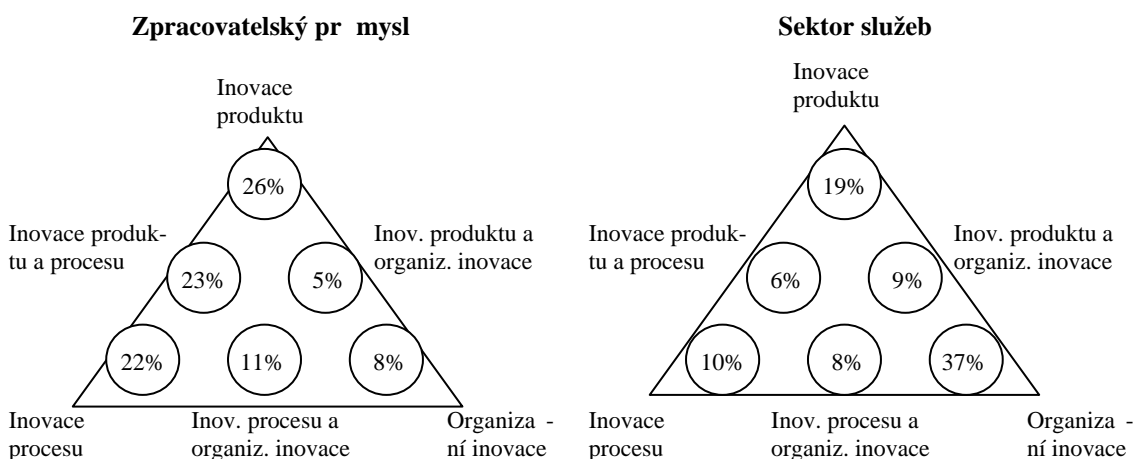 Zpracovatelský pr mysl
Inovace
produktu
26%
Inovace produk-
tu a procesu
Inov. produktu a
organiz. inovace
23%
5%
22%
11%
8%
Inovace
procesu
Inov. procesu a
organiz. inovace
Organiza -
ní inovace
Sektor služeb
Inovace
produktu
19%
Inovace produk-
tu a procesu
Inov. produktu a
organiz. inovace
6%
9%
10%
8%
37%
Inovace
procesu
Inov. procesu a
organiz. inovace
Organiza -
ní inovace